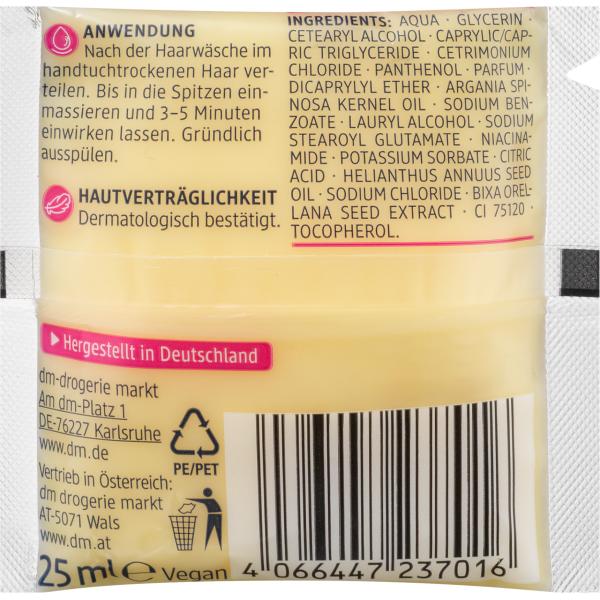 ANWENDUNG
Nach der Haarwäsche im
handtuchtrockenen Haar ver-
teilen. Bis in die Spitzen ein-
massieren und 3–5 Minuten
einwirken lassen. Gründlich
ausspülen.
HAUTVERTRÄGLICHKEIT
Dermatologisch bestätigt.
INGREDIENTS: AQUA · GLYCERIN ·
CETEARYL ALCOHOL · CAPRYLIC/CAP-
RIC TRIGLYCERIDE · CETRIMONIUM
CHLORIDE · PANTHENOL · PARFUM ·
DICAPRYLYL ETHER · ARGANIA SPI-
NOSA KERNEL OIL · SODIUM BEN-
ZOATE · LAURYL ALCOHOL · SODIUM
STEAROYL GLUTAMATE · NIACINA-
MIDE · POTASSIUM SORBATE · CITRIC
ACID · HELIANTHUS ANNUUS SEED
OIL · SODIUM CHLORIDE · BIXA OREL-
LANA SEED EXTRACT · CI 75120 ·
TOCOPHEROL.
Hergestellt in Deutschland
dm-drogerie markt
Am dm-Platz 1
DE-76227 Karlsruhe
www.dm.de
Vertrieb in Österreich:
dm drogerie markt
AT-5071 Wals
www.dm.at
PE/PET
25 ml e Vegan
4 066447 237016